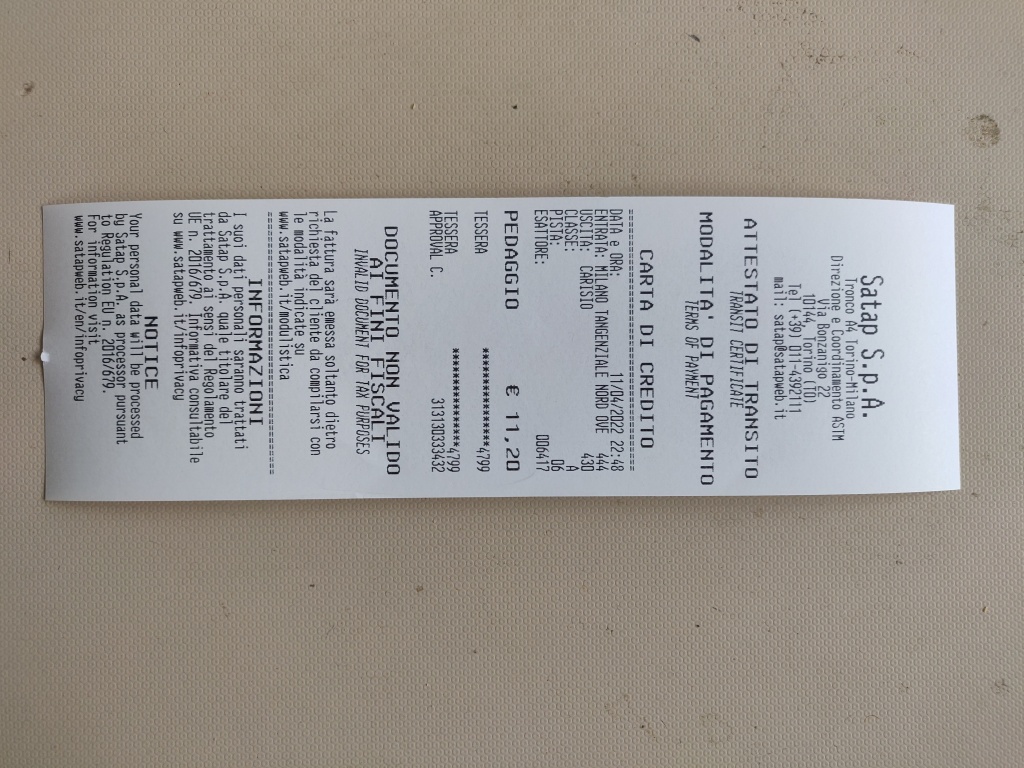 Satap S.p.A.
Tronco A4 Torino-Milano
Direzione e Coordinamento ASTM
Via Bonzanigo 22
10144, Torino (TO)
Tel (+39) 011-4392111
mail: satap@satapweb.it
ATTESTATO DI TRANSITO
TRANSIT CERTIFICATE
MODALITA' DI PAGAMENTO
TERMS OF PAYMENT
CARTA DI CREDITO
DATA e ORA: 11/04/2022 22:48
ENTRATA: MILANO TANGENZIALE NORD OVE 444
USCITA: CARISIO 430
CLASSE: A
PISTA: 06
ESATTORE: 006417
PEDAGGIO € 11,20
TESSERA ***************4799
TESSERA ***************4799
APPROVAL C. 313130333432
DOCUMENTO NON VALIDO
AI FINI FISCALI
INVALID DOCUMENT FOR TAX PURPOSES
La fattura sarà emessa soltanto dietro
richiesta del cliente da compilarsi con
le modalità indicate su
www.satapweb.it/modulistica
INFORMAZIONI
I suoi dati personali saranno trattati
da Satap S.p.A. quale titolare del
trattamento ai sensi del Regolamento
UE n. 2016/679. Informativa consultabile
su www.satapweb.it/infoprivacy
NOTICE
Your personal data will be processed
by Satap S.p.A. as processor pursuant
to Regulation EU n. 2016/679.
For information visit
www.satapweb.it/en/infoprivacy